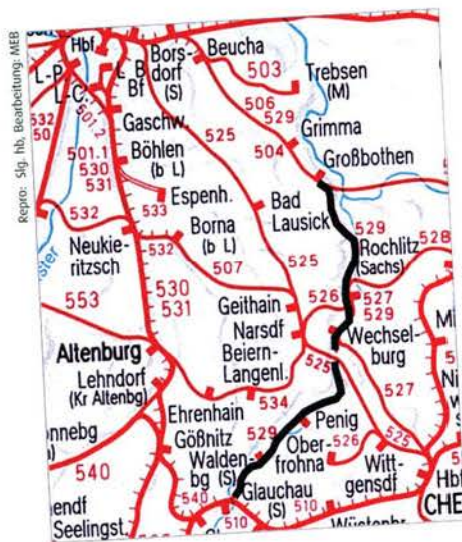 Repro: Slg. hb, Bearbeitung: MEB
Hbf
L-P
L-C.
L B
Bf
Bors-
dorf
(S)
Beucha
503
Trebsen
(M)
506
529
Grimma
504
Großbothen
Gaschw.
501.2
532
50
525
501.1
530
531
Böhlen
(b L)
533
Espenh.
Bad
Lausick
532
Neukie-
ritzsch
532
Borna
(b L)
529
Rochlitz
(Sachs)
528
553
507
525
530
531
Geithain
526
527
529
Narsdf
Wechsel-
burg
Altenburg
Beiern-
Langenl.
525
Lehndorf
(Kr Altenbg)
534
527
Ehrenhain
Penig
Gößnitz
529
Ober-
frohna
526
525
540
Walden-
bg (S)
Witt-
gensdf
540
Glauchau
(S)
510
510
Hbf
CHE
Seelingst.